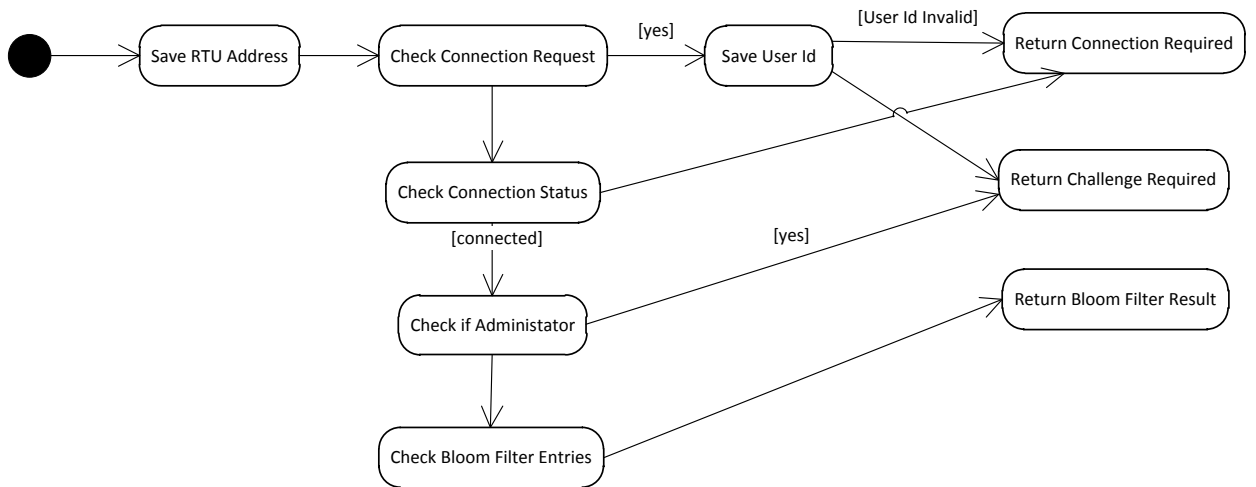 [yes]
[User Id Invalid]
Save RTU Address
Check Connection Request
Save User Id
Return Connection Required
Check Connection Status
Return Challenge Required
[connected]
[yes]
Check if Administator
Return Bloom Filter Result
Check Bloom Filter Entries